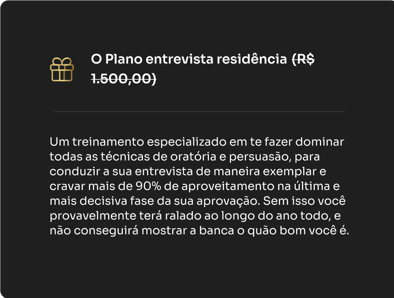 O Plano entrevista residência (R$
1.500,00)
Um treinamento especializado em te fazer dominar
todas as técnicas de oratória e persuasão, para
conduzir a sua entrevista de maneira exemplar e
cravar mais de 90% de aproveitamento na última e
mais decisiva fase da sua aprovação. Sem isso você
provavelmente terá ralado ao longo do ano todo, e
não conseguirá mostrar a banca o quão bom você é.